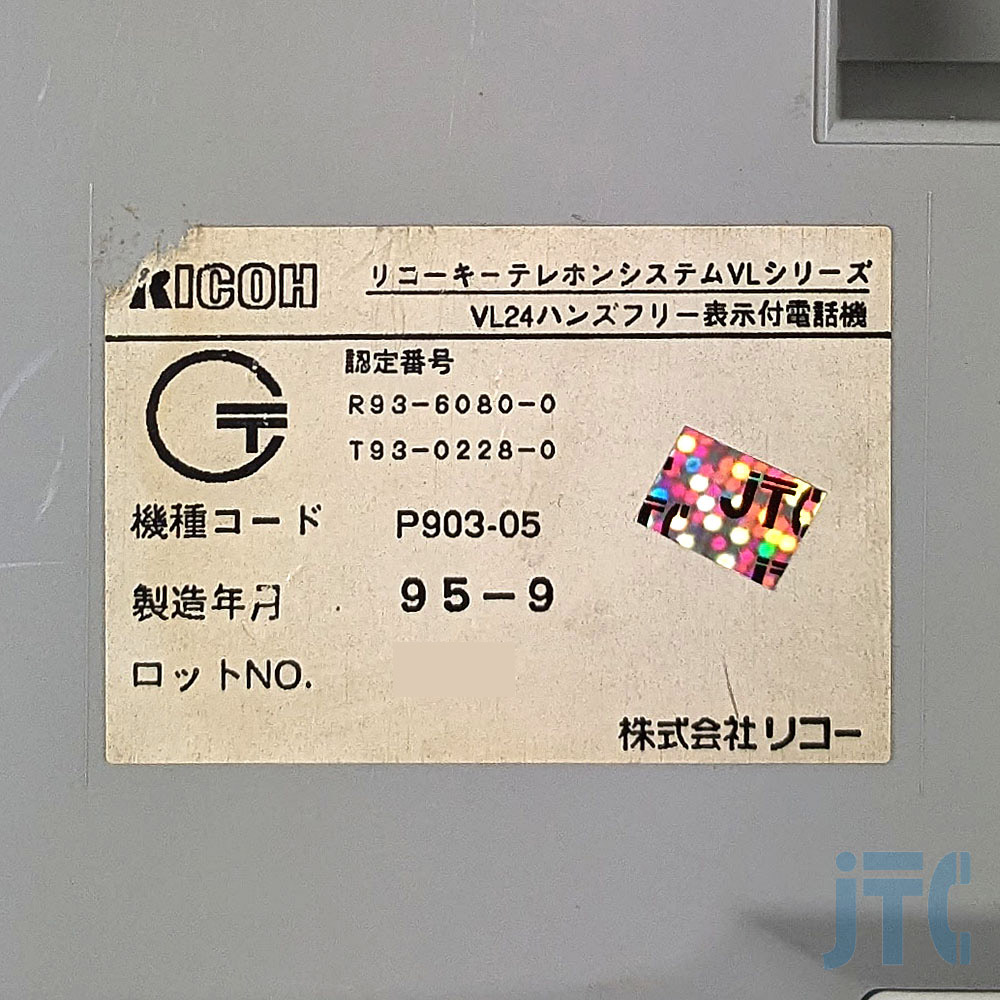 RICOH
リコーキーテレホンシステムVLシリーズ
VL24ハンズフリー表示付電話機
認定番号
R93-6080-0
T93-0228-0
機種コード P903-05
製造年月 95-9
ロットNO.
株式会社リコー
JTC
JTC